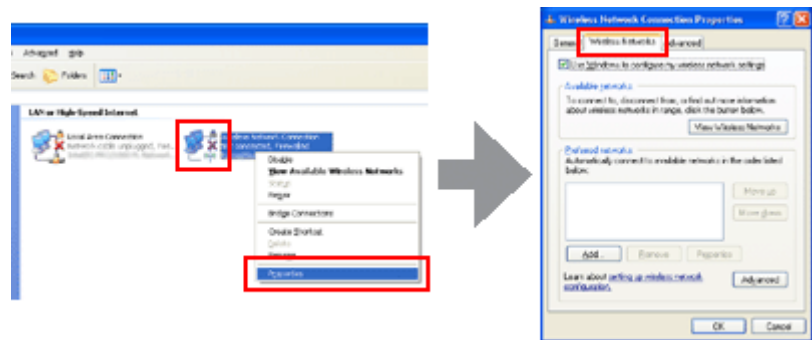 Advanced Help
Search Folders
LAN or High-Speed Internet
Local Area Connection
Network cable unplugged, Fire...
Wireless Network Connection
Not connected, Firewalled
Disable
View Available Wireless Networks
Status
Repair
Bridge Connections
Create Shortcut
Delete
Rename
Properties
Wireless Network Connection Properties
General Wireless Networks Advanced
Use Windows to configure my wireless network settings
Available networks
To connect to, disconnect from, or find out more information
about wireless networks in range, click the button below.
View Wireless Networks
Preferred networks
Automatically connect to available networks in the order listed
below:
Move up
Move down
Add... Remove Properties
Learn about setting up wireless network
configuration.
Advanced
OK Cancel